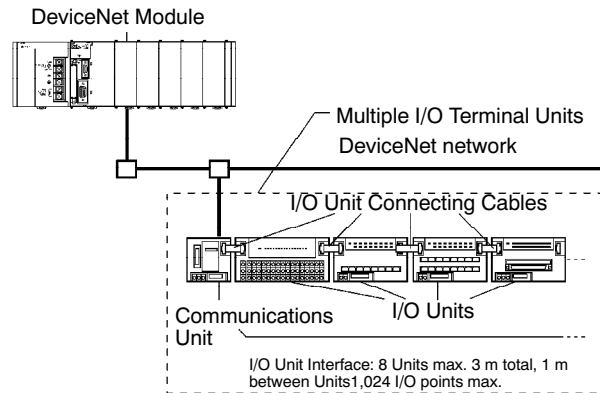 DeviceNet Module
Multiple I/O Terminal Units
DeviceNet network
I/O Unit Connecting Cables
Communications
Unit
I/O Units
I/O Unit Interface: 8 Units max. 3 m total, 1 m
between Units1,024 I/O points max.